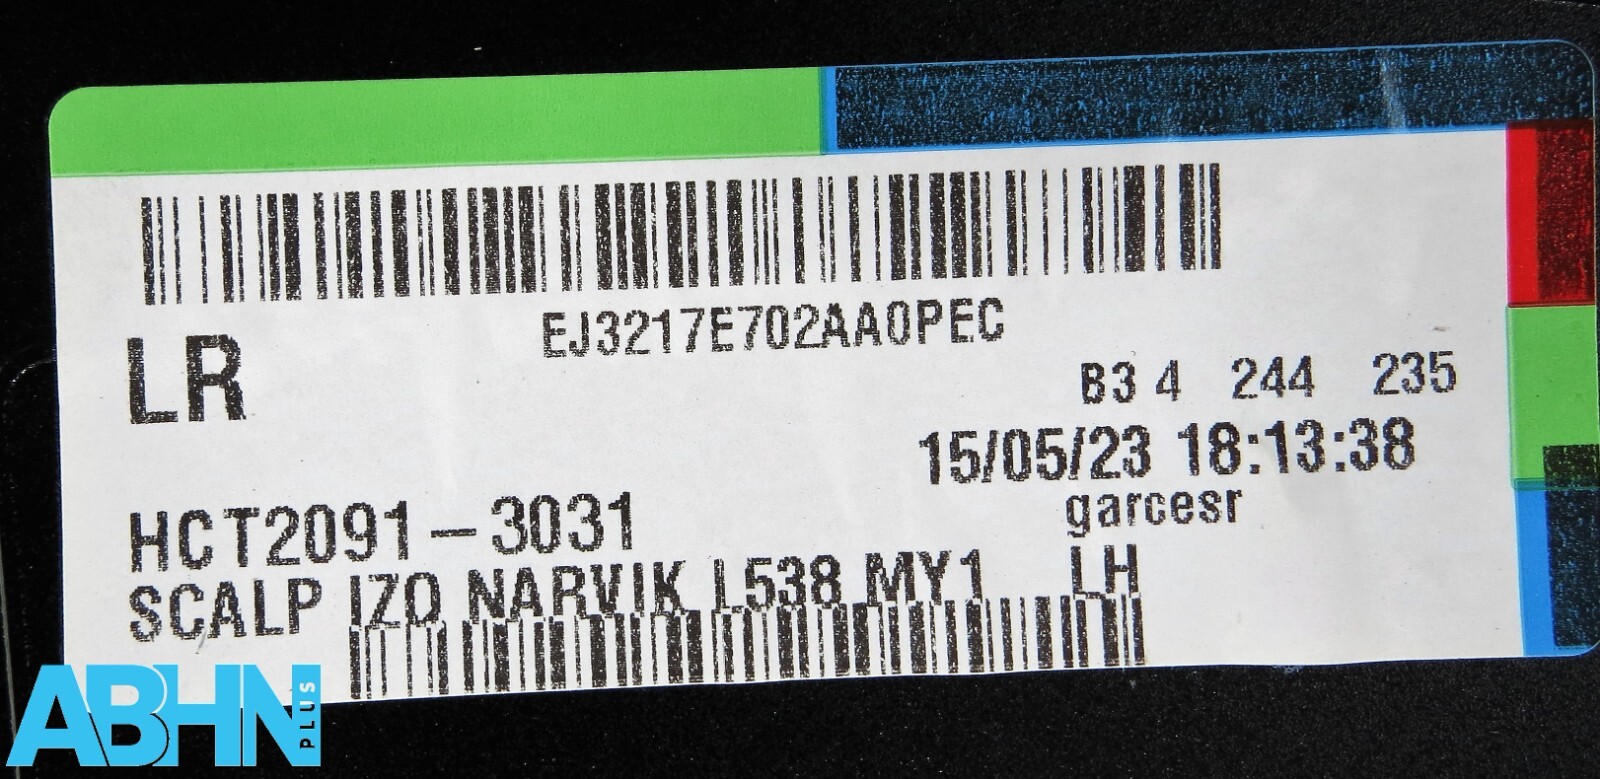 EJ3217E702AA0PEC
LR
B3 4 244 235
15/05/23 18:13:38
garcesr
HCT2091-3031
SCALP IZQ NARVIK L538 MY1 LH
ABHN PLUS